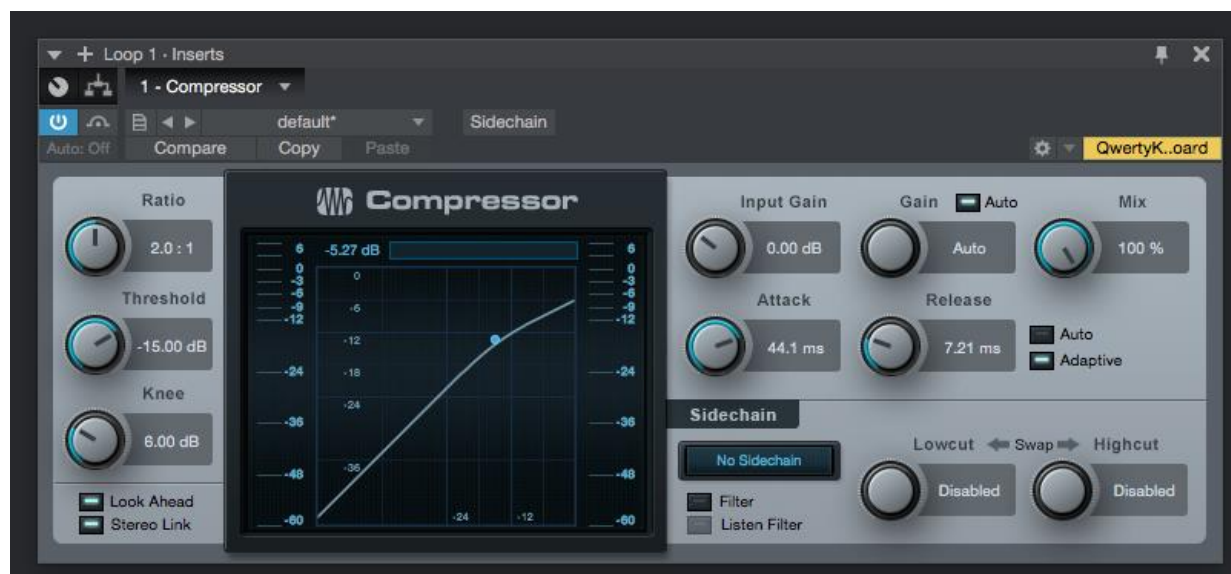 Loop 1 · Inserts
1 - Compressor
default*
Sidechain
Auto: Off
Compare
Copy
Paste
QwertyK..oard
Ratio
2.0 : 1
Threshold
-15.00 dB
Knee
6.00 dB
Look Ahead
Stereo Link
Compressor
6
0
-3
-6
-9
-12
-24
-36
-48
-60
-5.27 dB
0
-6
-12
-18
-24
-36
-24
-12
6
0
-3
-6
-9
-12
-24
-36
-48
-60
Input Gain
0.00 dB
Gain
Auto
Auto
Mix
100 %
Attack
44.1 ms
Release
7.21 ms
Auto
Adaptive
Sidechain
No Sidechain
Filter
Listen Filter
Lowcut
Swap
Highcut
Disabled
Disabled